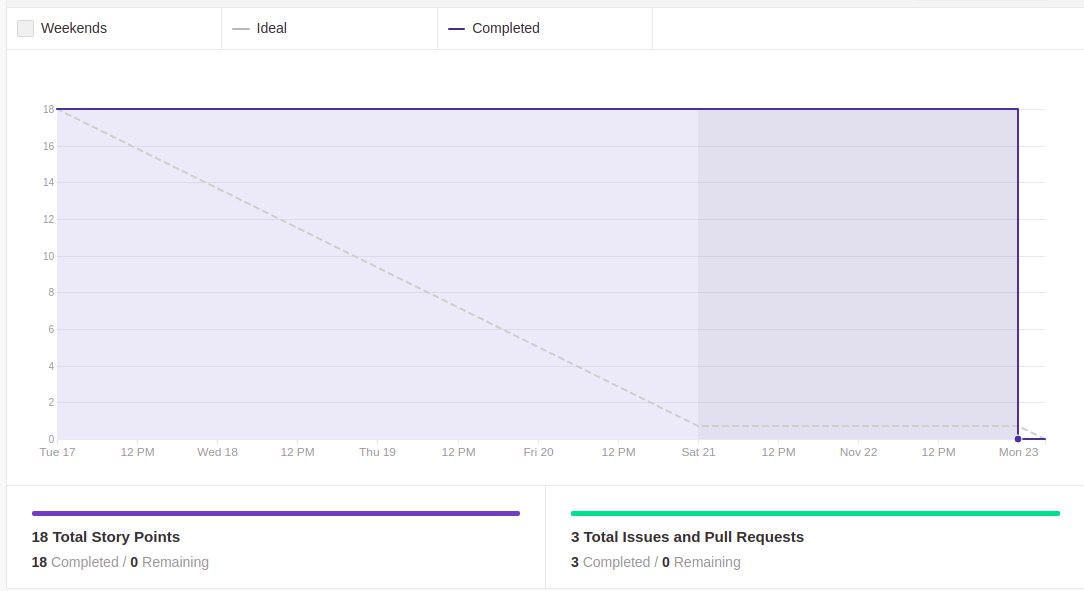 Weekends Ideal Completed
18
16
14
12
10
8
6
4
2
0
Tue 17 12 PM Wed 18 12 PM Thu 19 12 PM Fri 20 12 PM Sat 21 12 PM Nov 22 12 PM Mon 23
18 Total Story Points
18 Completed / 0 Remaining
3 Total Issues and Pull Requests
3 Completed / 0 Remaining